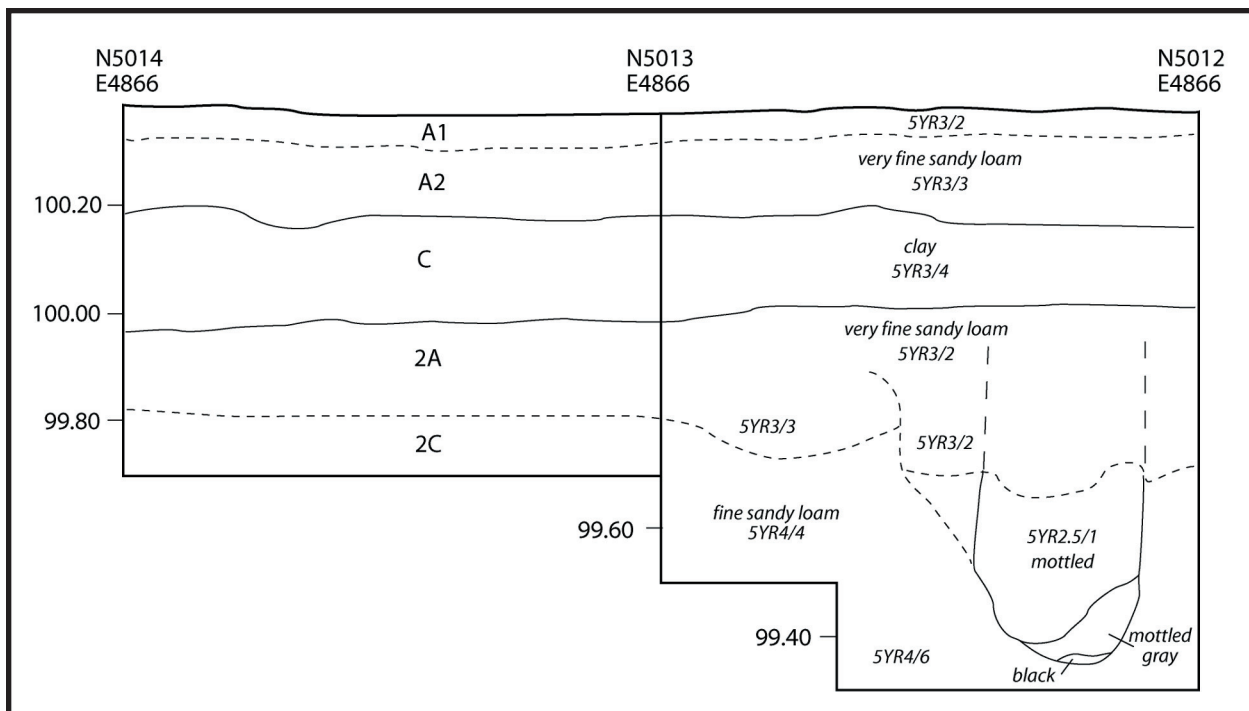 N5014
E4866
N5013
E4866
N5012
E4866
A1
5YR3/2
A2
very fine sandy loam
5YR3/3
100.20
C
clay
5YR3/4
100.00
2A
very fine sandy loam
5YR3/2
99.80
2C
5YR3/3
5YR3/2
99.60
fine sandy loam
5YR4/4
5YR2.5/1
mottled
99.40
5YR4/6
mottled
gray
black